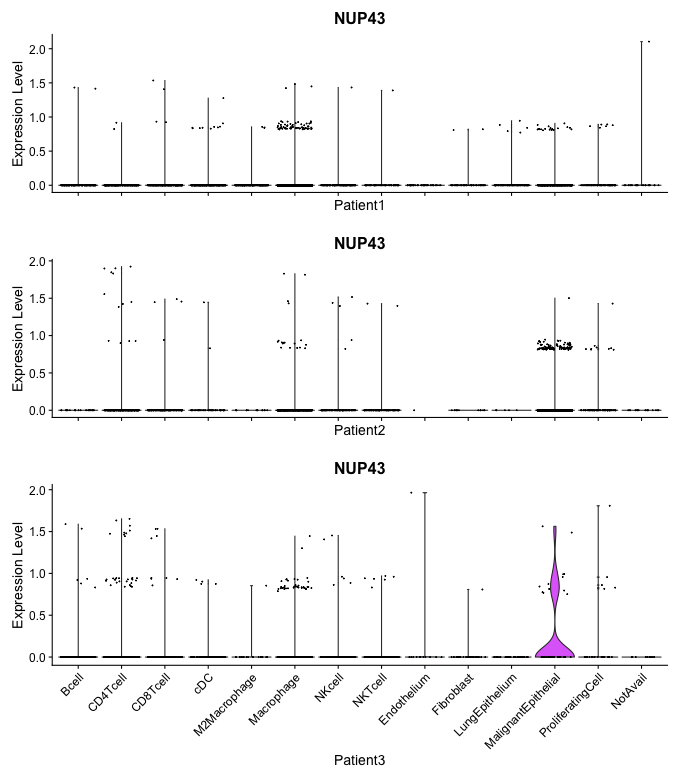 NUP43
Expression Level
2.0
1.5
1.0
0.5
0.0
Patient1
NUP43
Expression Level
2.0
1.5
1.0
0.5
0.0
Patient2
NUP43
Expression Level
2.0
1.5
1.0
0.5
0.0
Bcell
CD4Tcell
CD8Tcell
cDC
M2Macrophage
Macrophage
NKcell
NKTcell
Endothelium
Fibroblast
LungEpithelium
MalignantEpithelial
ProliferatingCell
NotAvail
Patient3